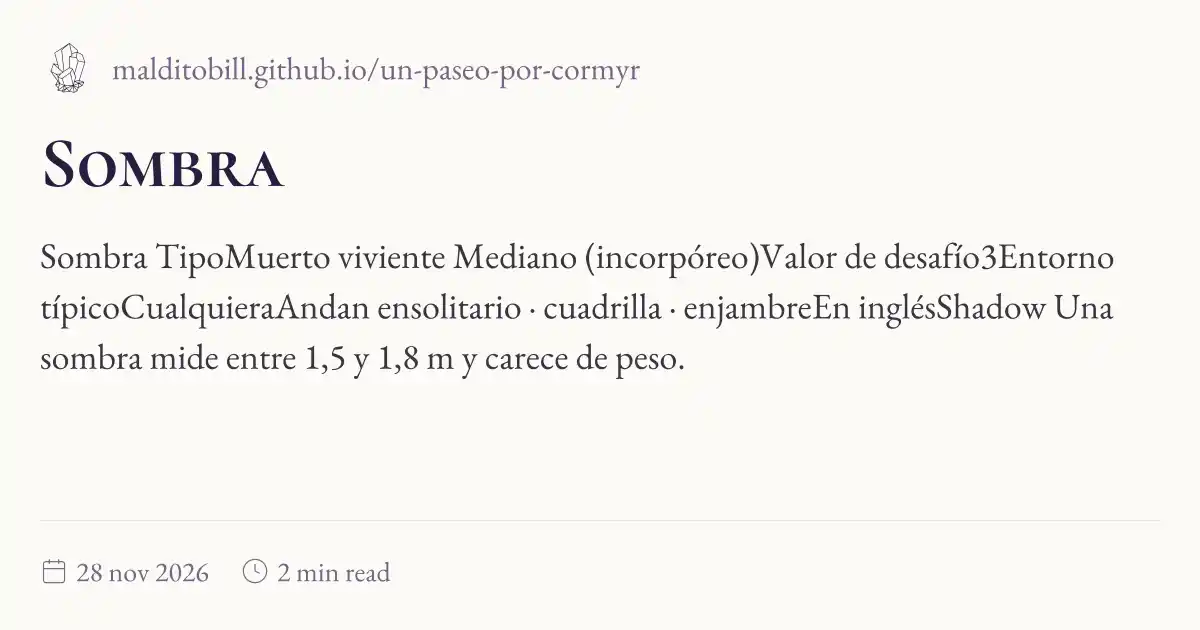 malditobill.github.io/un-paseo-por-cormyr
Sombra
Sombra TipoMuerto viviente Mediano (incorpóreo)Valor de desafío3Entorno
típicoCualquieraAndan ensolitario · cuadrilla · enjambreEn inglésShadow Una
sombra mide entre 1,5 y 1,8 m y carece de peso.
28 nov 2026 2 min read